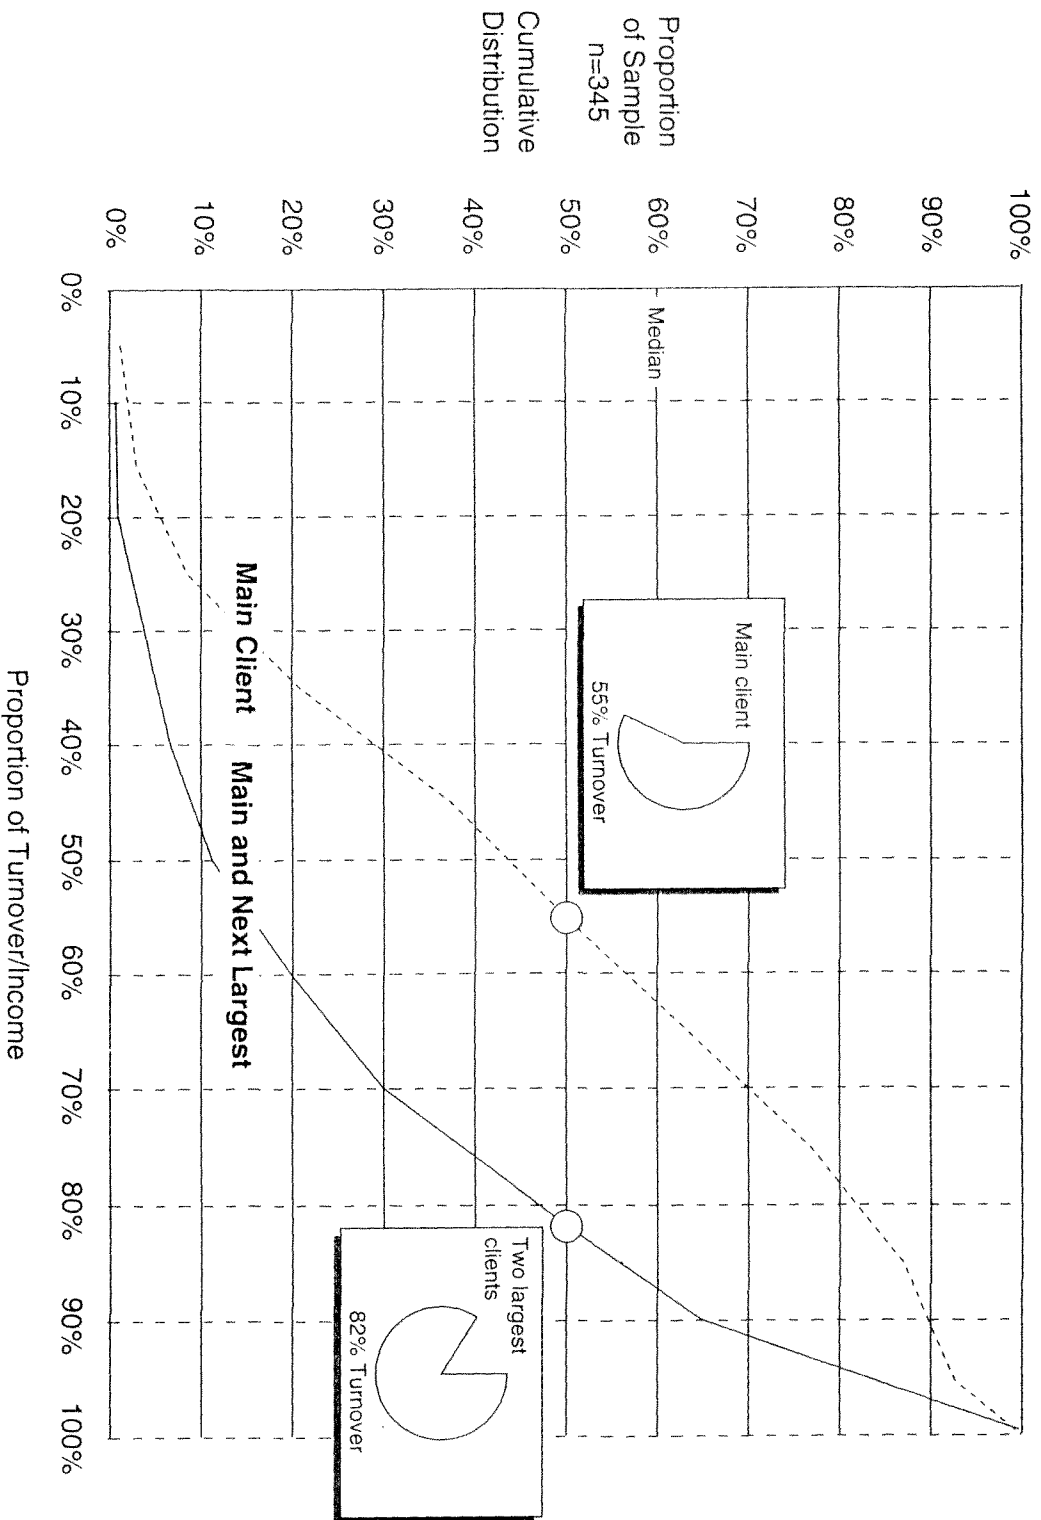 Proportion
of Sample
n=345
Cumulative
Distribution
100%
90%
80%
70%
60%
50%
40%
30%
20%
10%
0%
Median
Main client
55% Turnover
Two largest
clients
82% Turnover
Main Client
Main and Next Largest
0%
10%
20%
30%
40%
50%
60%
70%
80%
90%
100%
Proportion of Turnover/Income